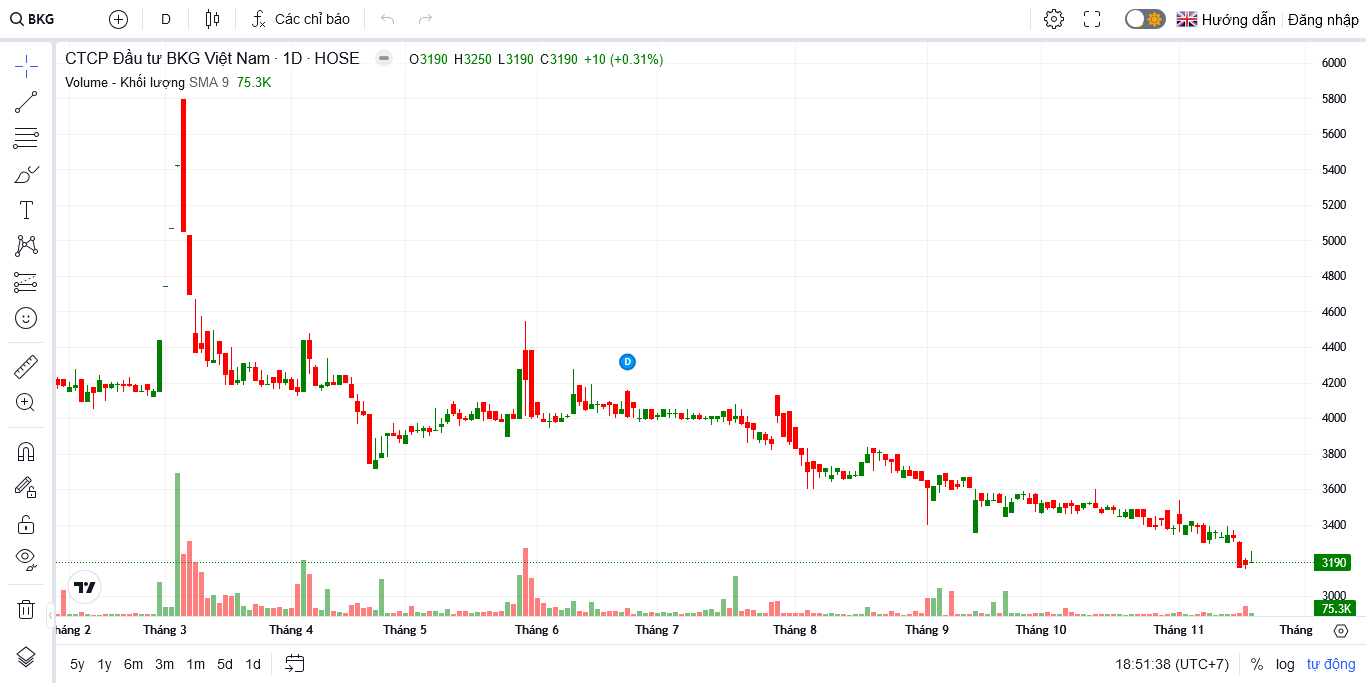 BKG D Các chỉ báo Hướng dẫn Đăng nhập
CTCP Đầu tư BKG Việt Nam · 1D · HOSE O3190 H3250 L3190 C3190 +10 (+0.31%)
Volume - Khối lượng SMA 9 75.3K
6000
5800
5600
5400
5200
5000
4800
4600
4400
4200
4000
3800
3600
3400
3190
3000
75.3K
D
háng 2 Tháng 3 Tháng 4 Tháng 5 Tháng 6 Tháng 7 Tháng 8 Tháng 9 Tháng 10 Tháng 11 Tháng
5y 1y 6m 3m 1m 5d 1d 18:51:38 (UTC+7) % log tự động